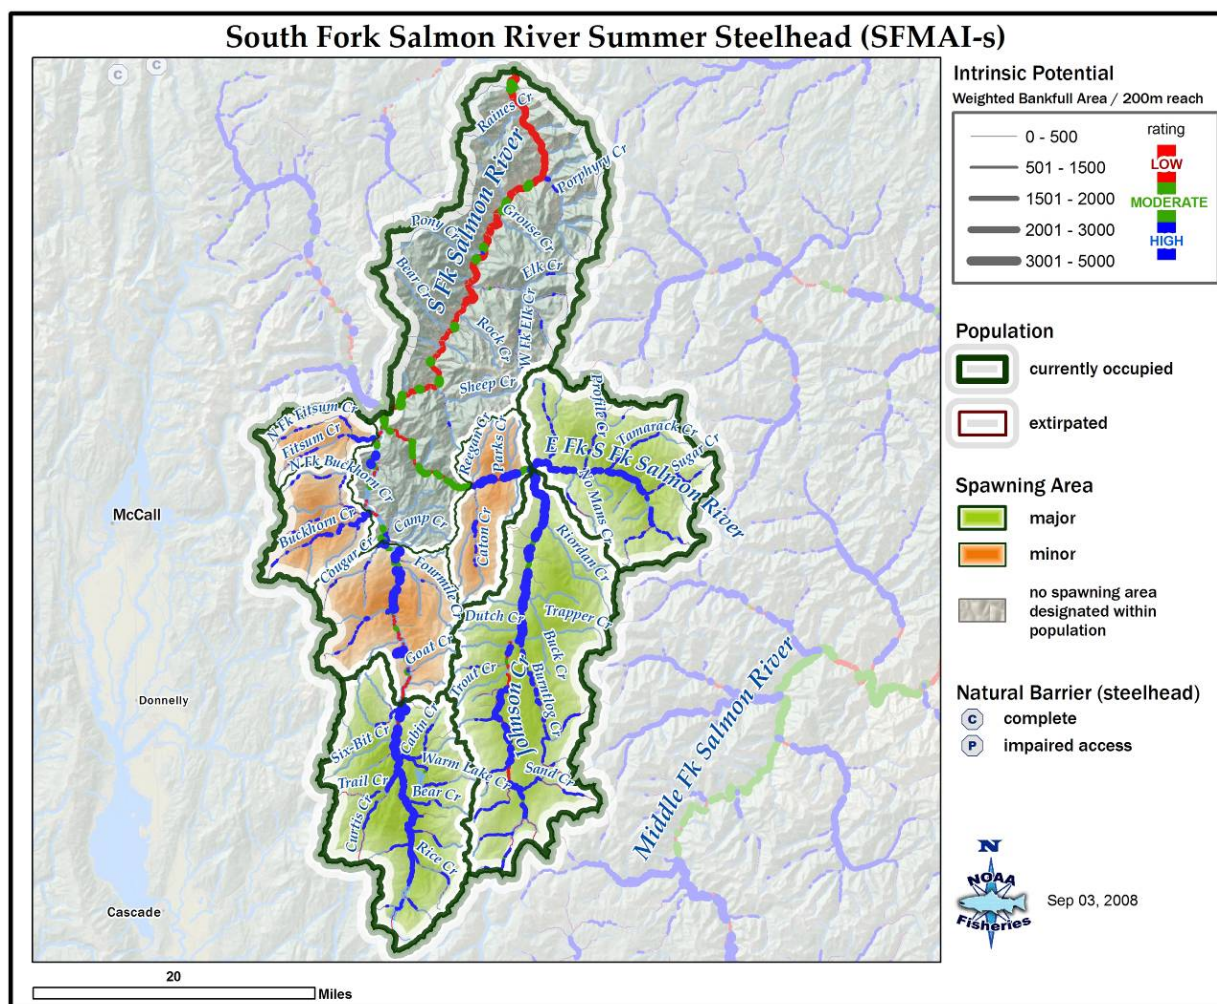 South Fork Salmon River Summer Steelhead (SFMAI-s)
C
C
Raines Cr
S Fk Salmon River
Porphyry Cr
Grouse Cr
Pony Cr
Bear Cr
Elk Cr
W Fk Elk Cr
Rock Cr
Sheep Cr
N Fk Fitsum Cr
Fitsum Cr
N Fk Buckhorn Cr
Buckhorn Cr
Cougar Cr
Camp Cr
Reegan Cr
Parks Cr
Caton Cr
Profile Cr
Tamarack Cr
Sugar Cr
E Fk S Fk Salmon River
No Mans Cr
Riordan Cr
McCall
Fourmile Cr
Goat Cr
Dutch Cr
Trapper Cr
Buck Cr
Burntlog Cr
Trout Cr
Johnson Cr
Sand Cr
Donnelly
Six-Bit Cr
Cabin Cr
Warm Lake Cr
Trail Cr
Bear Cr
Curtis Cr
Rice Cr
Middle Fk Salmon River
Cascade
20
Miles
Intrinsic Potential
Weighted Bankfull Area / 200m reach
rating
0 - 500
501 - 1500
1501 - 2000
2001 - 3000
3001 - 5000
LOW
MODERATE
HIGH
Population
currently occupied
extirpated
Spawning Area
major
minor
no spawning area
designated within
population
Natural Barrier (steelhead)
C complete
P impaired access
N
NOAA
Fisheries
Sep 03, 2008